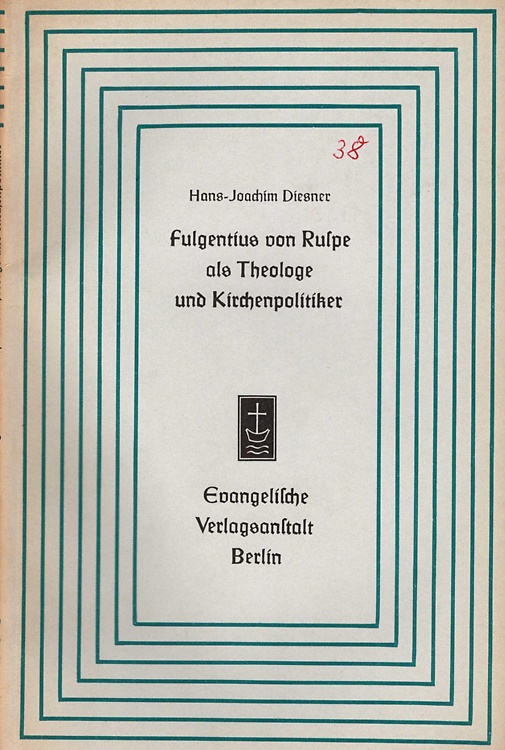 38
Hans-Joachim Diesner
Fulgentius von Ruſpe
als Theologe
und Kirchenpolitiker
Evangeliſche
Verlagsanſtalt
Berlin